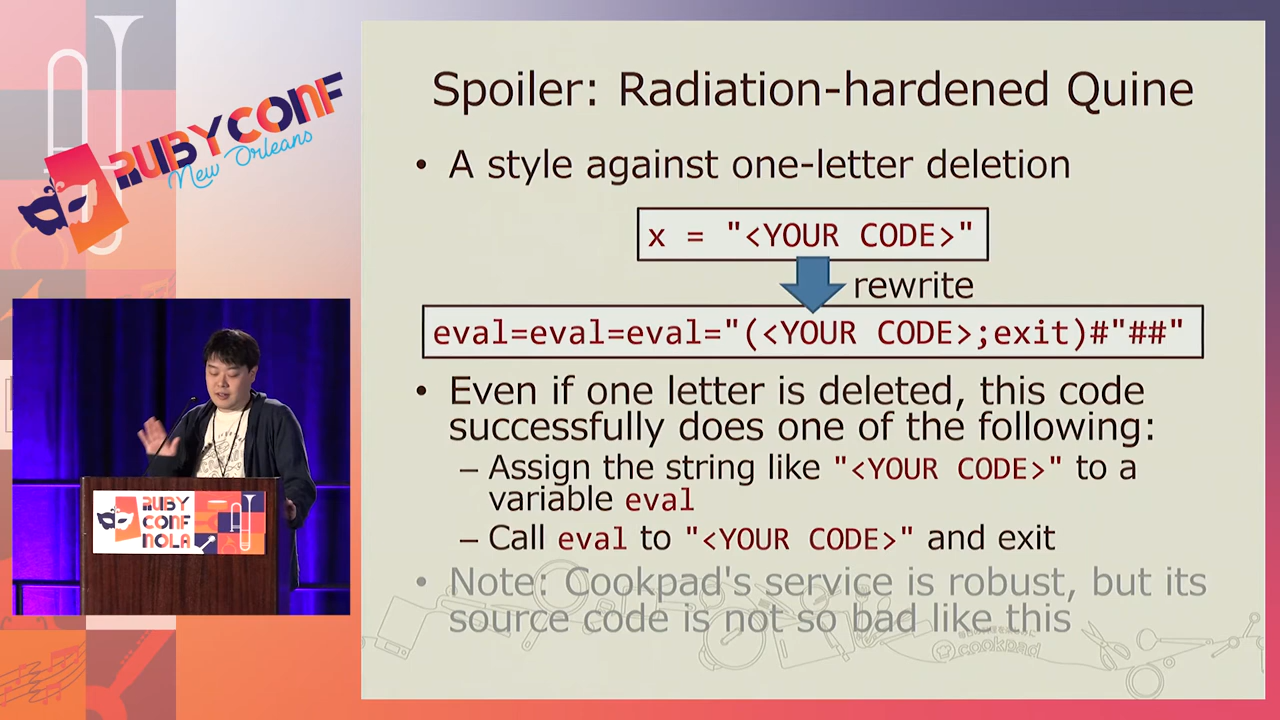 RUBYCONF
New Orleans
RUBY
CONF
NOLA
Spoiler: Radiation-hardened Quine
• A style against one-letter deletion
x = "<YOUR CODE>"
rewrite
eval=eval=eval="(<YOUR CODE>;exit)#"##"
• Even if one letter is deleted, this code
successfully does one of the following:
– Assign the string like "<YOUR CODE>" to a
variable eval
– Call eval to "<YOUR CODE>" and exit
• Note: Cookpad's service is robust, but its
source code is not so bad like this
cookpad